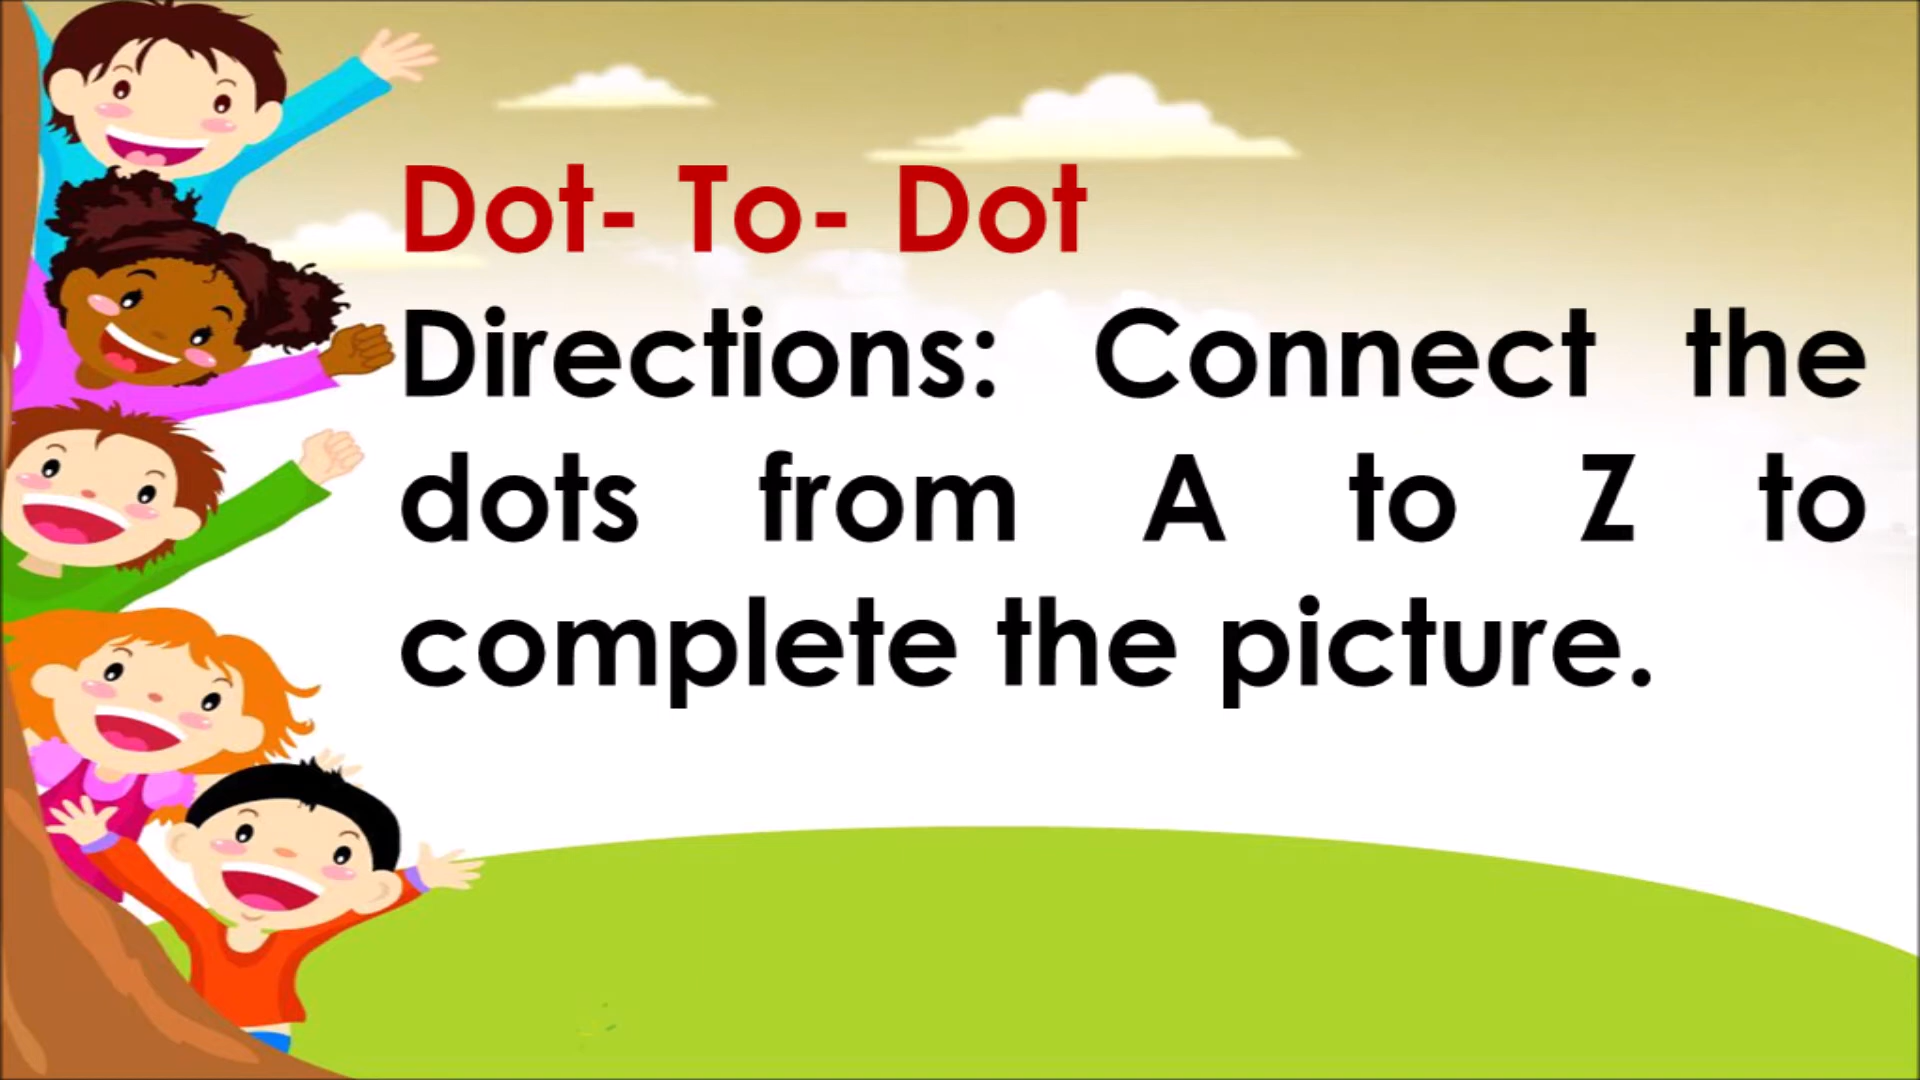 Dot- To- Dot
Directions: Connect the
dots from A to Z to
complete the picture.